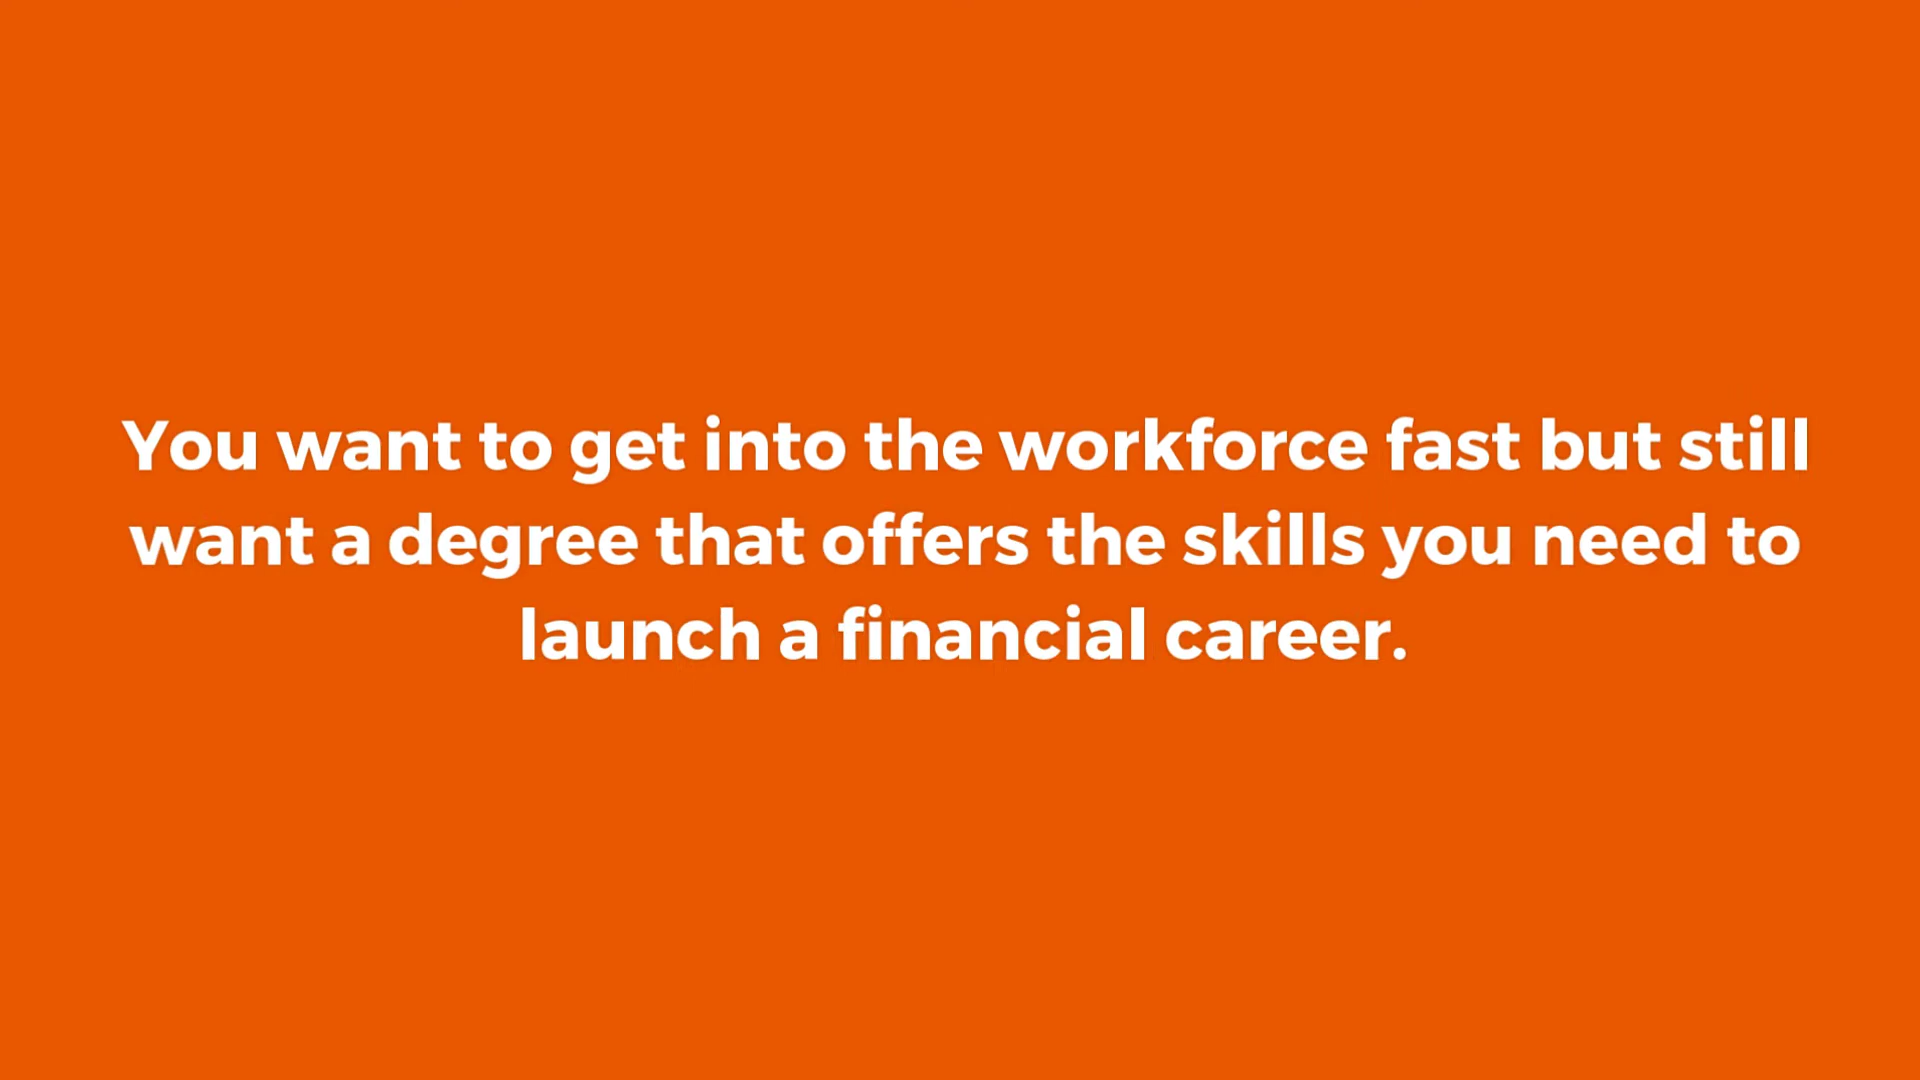 You want to get into the workforce fast but still
want a degree that offers the skills you need to
launch a financial career.